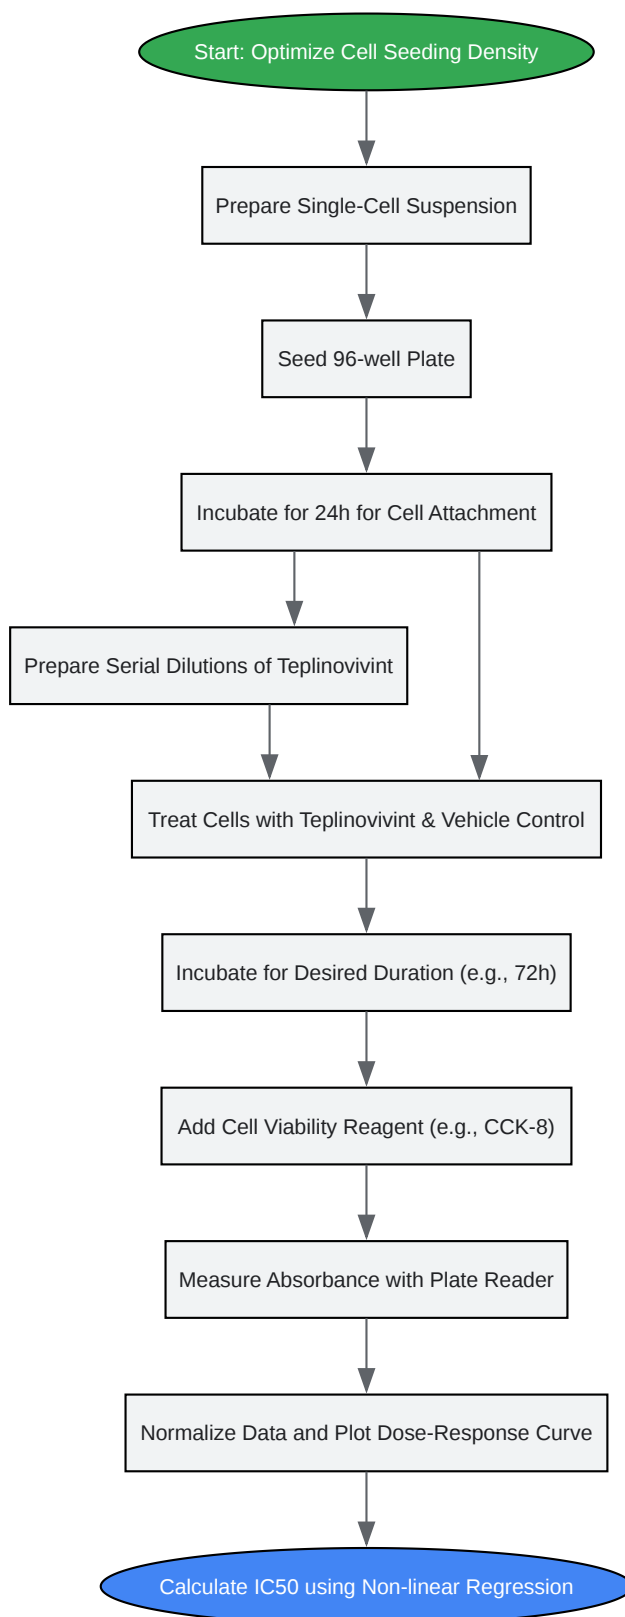 Start: Optimize Cell Seeding Density
Prepare Single-Cell Suspension
Seed 96-well Plate
Incubate for 24h for Cell Attachment
Prepare Serial Dilutions of Teplinovivint
Treat Cells with Teplinovivint & Vehicle Control
Incubate for Desired Duration (e.g., 72h)
Add Cell Viability Reagent (e.g., CCK-8)
Measure Absorbance with Plate Reader
Normalize Data and Plot Dose-Response Curve
Calculate IC50 using Non-linear Regression